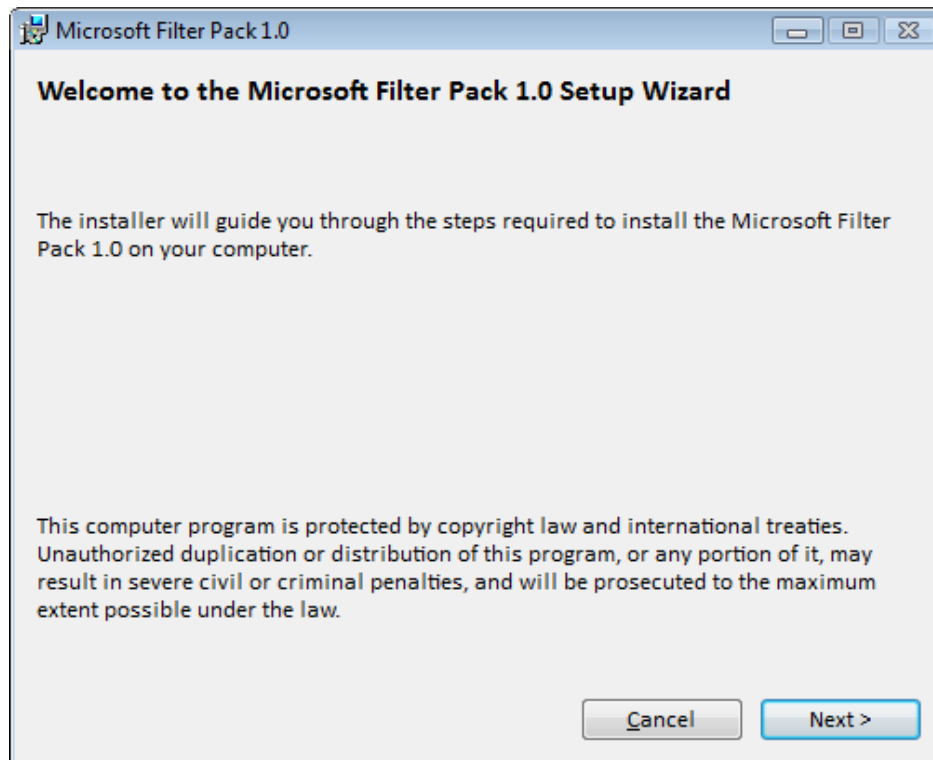 Microsoft Filter Pack 1.0
Welcome to the Microsoft Filter Pack 1.0 Setup Wizard
The installer will guide you through the steps required to install the Microsoft Filter
Pack 1.0 on your computer.
This computer program is protected by copyright law and international treaties.
Unauthorized duplication or distribution of this program, or any portion of it, may
result in severe civil or criminal penalties, and will be prosecuted to the maximum
extent possible under the law.
Cancel
Next >